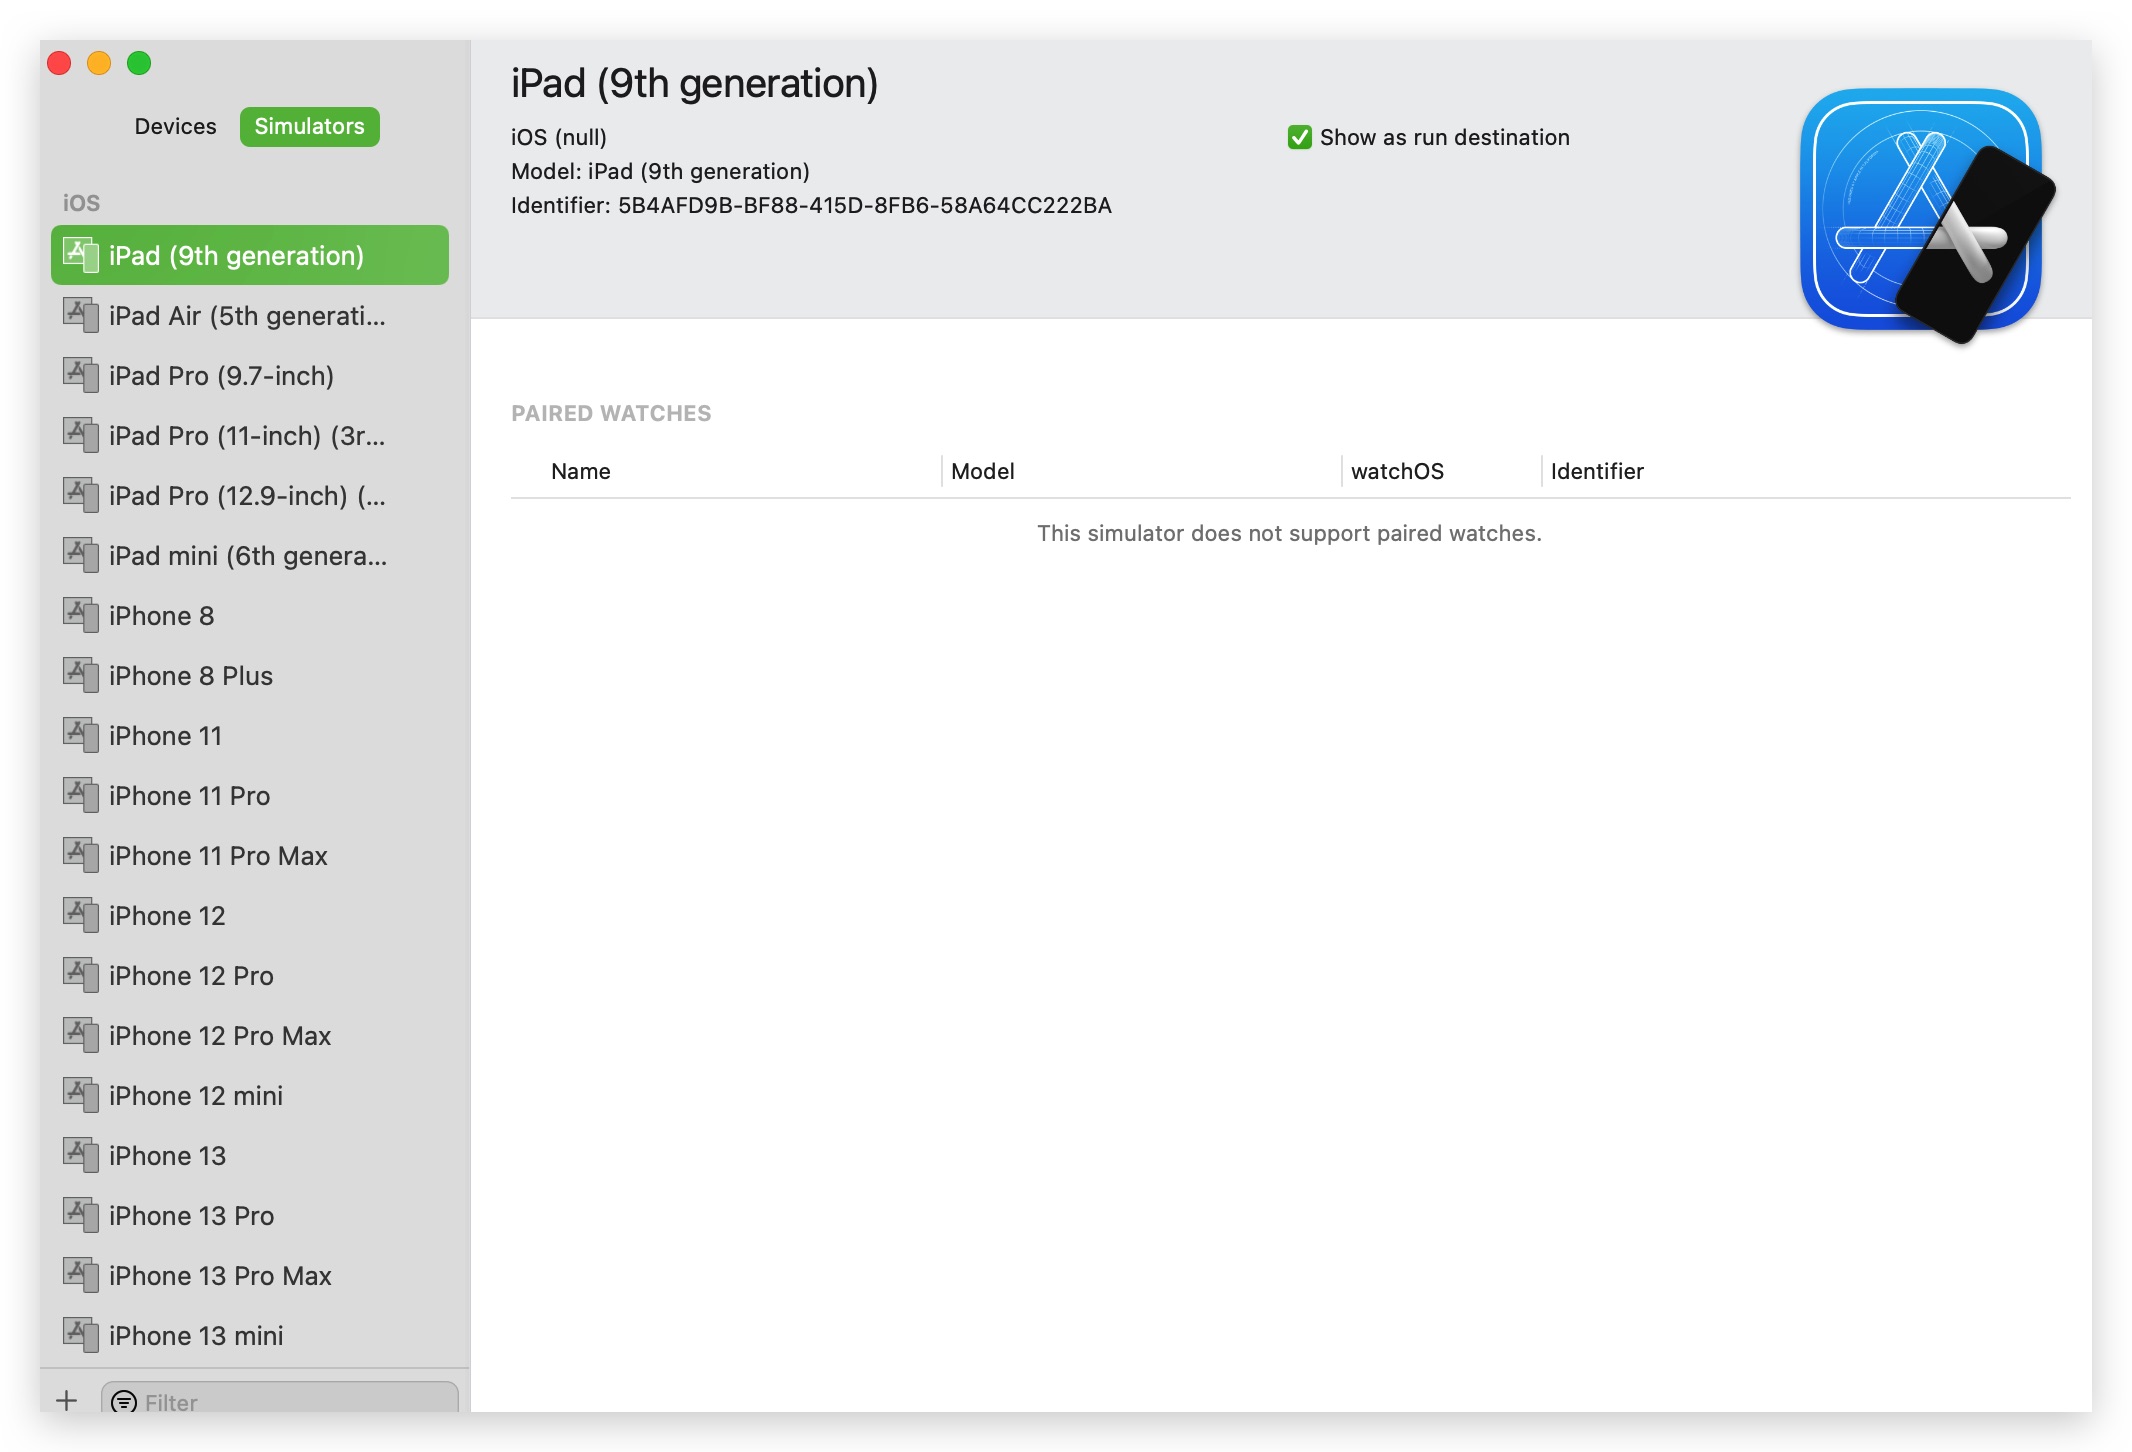 Devices
Simulators
iOS
iPad (9th generation)
iPad Air (5th generati...
iPad Pro (9.7-inch)
iPad Pro (11-inch) (3r...
iPad Pro (12.9-inch) (...
iPad mini (6th genera...
iPhone 8
iPhone 8 Plus
iPhone 11
iPhone 11 Pro
iPhone 11 Pro Max
iPhone 12
iPhone 12 Pro
iPhone 12 Pro Max
iPhone 12 mini
iPhone 13
iPhone 13 Pro
iPhone 13 Pro Max
iPhone 13 mini
Filter
iPad (9th generation)
iOS (null)
Model: iPad (9th generation)
Identifier: 5B4AFD9B-BF88-415D-8FB6-58A64CC222BA
Show as run destination
PAIRED WATCHES
Name
Model
watchOS
Identifier
This simulator does not support paired watches.